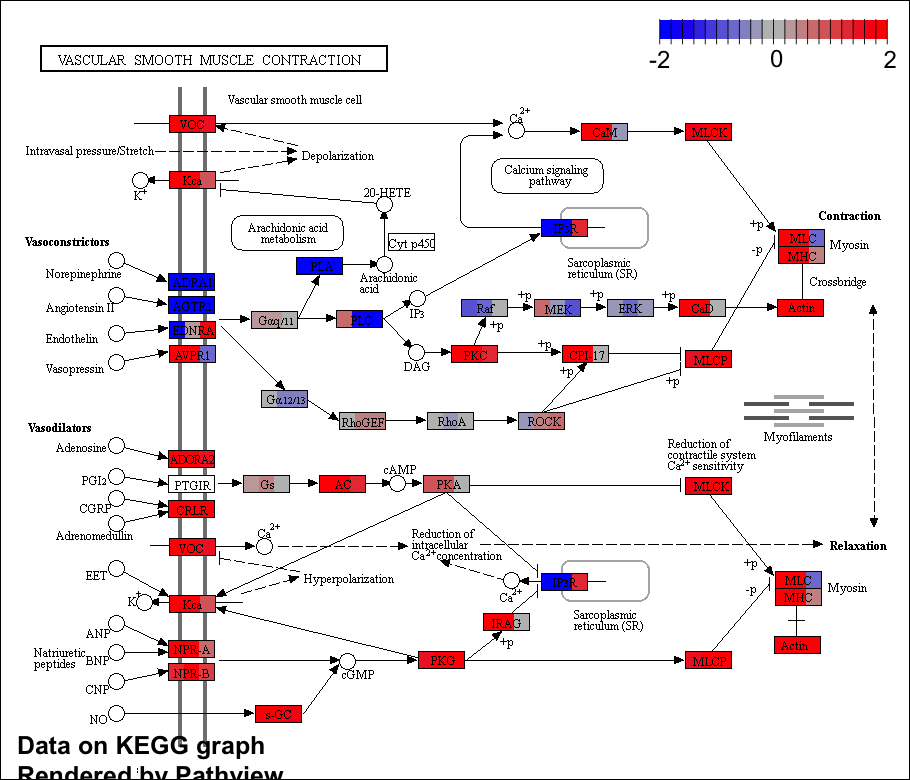 -2 0 2
VASCULAR SMOOTH MUSCLE CONTRACTION
Vascular smooth muscle cell
VOC
Ca2+
CaM
MLCK
Intravasal pressure/Stretch
Depolarization
Kca
K+
20-HETE
Calcium signaling
pathway
Arachidonic acid
metabolism
Cyt p450
IP3R
+p
-p
Contraction
MLC
MHC
Myosin
Vasoconstrictors
Norepinephrine
ADRA1
PLA
Arachidonic
acid
Sarcoplasmic
reticulum (SR)
Crossbridge
Angiotensin II
AGTR1
IP3
Raf
+p
MEK
+p
ERK
+p
CaD
Actin
Endothelin
EDNRA
Gαq/11
PLC
+p
Vasopressin
AVPR1
DAG
PKC
+p
CPI-17
MLCP
+p
+p
Gα12/13
RhoGEF
RhoA
ROCK
Myofilaments
Vasodilators
Adenosine
ADORA2
Reduction of
contractile system
Ca2+ sensitivity
PGI2
PTGIR
Gs
AC
cAMP
PKA
MLCK
CGRP
CRLR
Adrenomedullin
VOC
Ca2+
Reduction of
intracellular
Ca2+concentration
Relaxation
EET
Hyperpolarization
K+
Kca
Ca2+
IP3R
+p
-p
MLC
MHC
Myosin
Sarcoplasmic
reticulum (SR)
IRAG
+p
ANP
Natriuretic
peptides
BNP
CNP
NPR-A
NPR-B
cGMP
PKG
MLCP
Actin
NO
s-GC
Data on KEGG graph
Rendered by Pathview